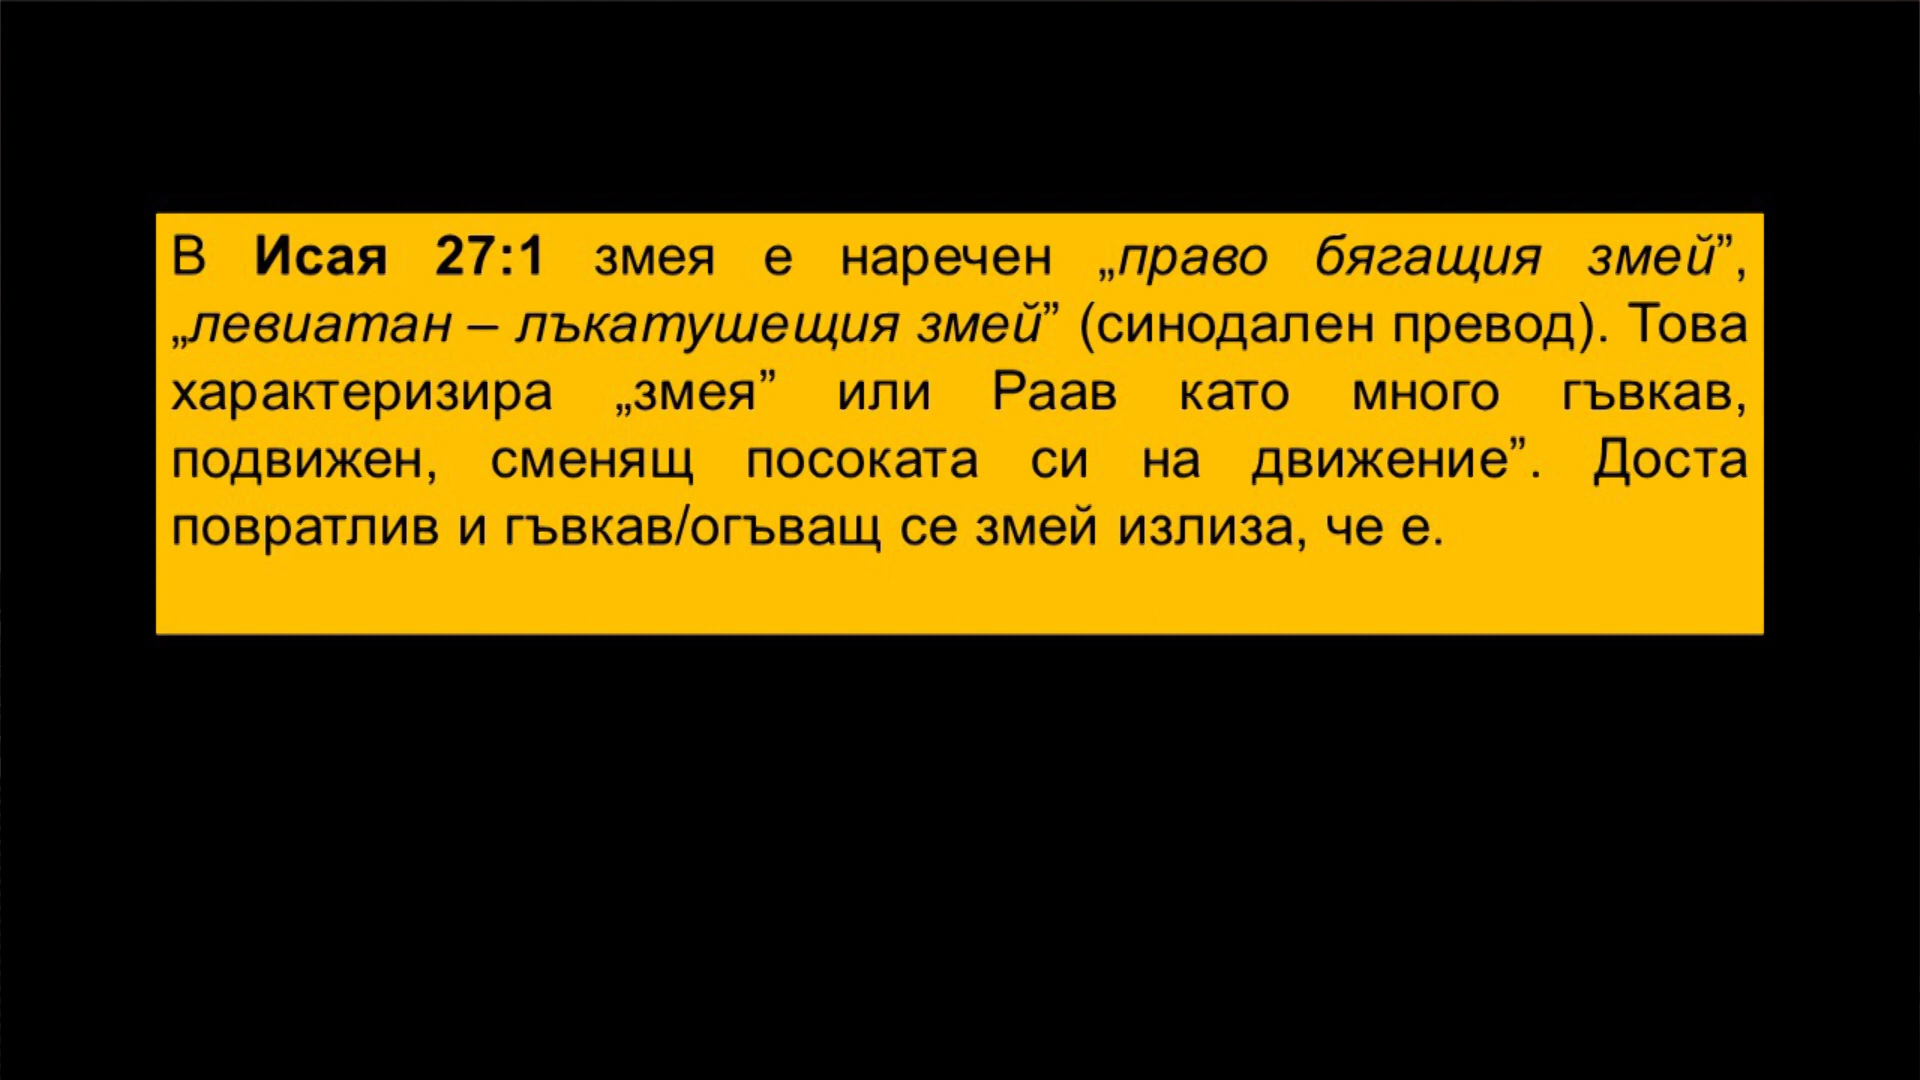 В Исая 27:1 змея е наречен „право бягащия змей”,
„левиатан – лъкатушещия змей” (синодален превод). Това
характеризира „змея” или Раав като много гъвкав,
подвижен, сменящ посоката си на движение”. Доста
повратлив и гъвкав/огъващ се змей излиза, че е.